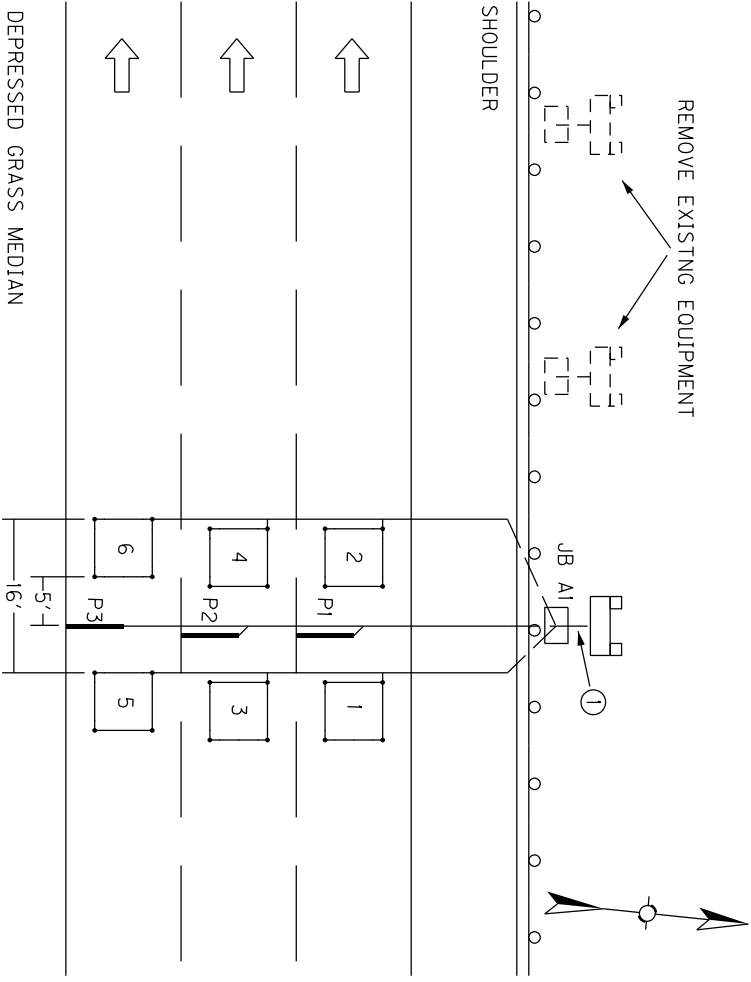 REMOVE EXISTNG EQUIPMENT
SHOULDER
JB A1
1
2
4
6
P1
P2
P3
1
3
5
5'
16'
DEPRESSED GRASS MEDIAN